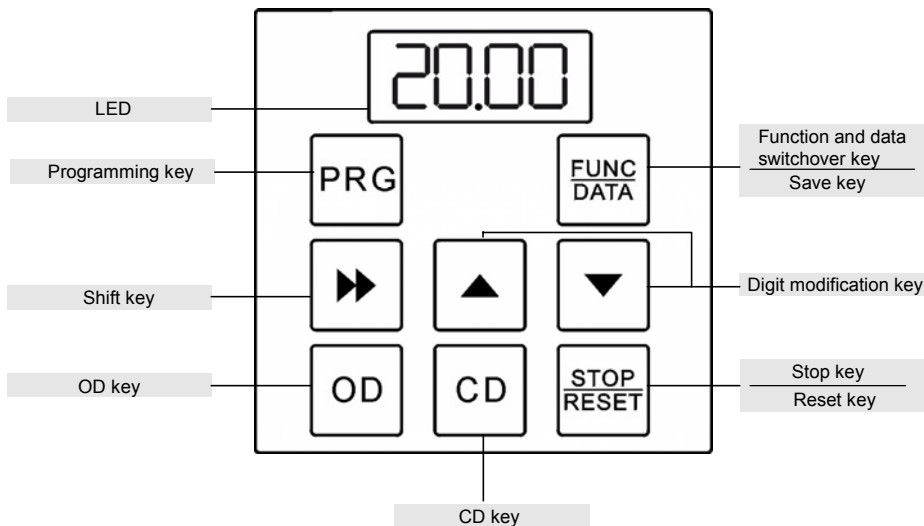 20.00
LED
PRG
FUNC
DATA
Programming key
Function and data
switchover key
Save key
Shift key
Digit modification key
OD key
OD
CD
STOP
RESET
Stop key
Reset key
CD key